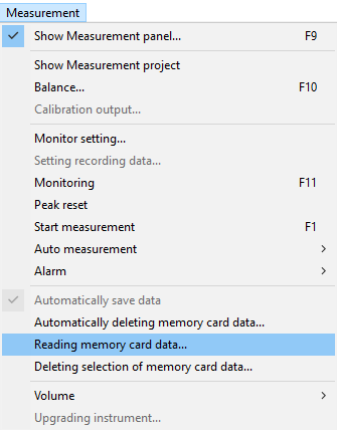 Measurement
Show Measurement panel... F9
Show Measurement project
Balance... F10
Calibration output...
Monitor setting...
Setting recording data...
Monitoring F11
Peak reset
Start measurement F1
Auto measurement
Alarm
Automatically save data
Automatically deleting memory card data...
Reading memory card data...
Deleting selection of memory card data...
Volume
Upgrading instrument...